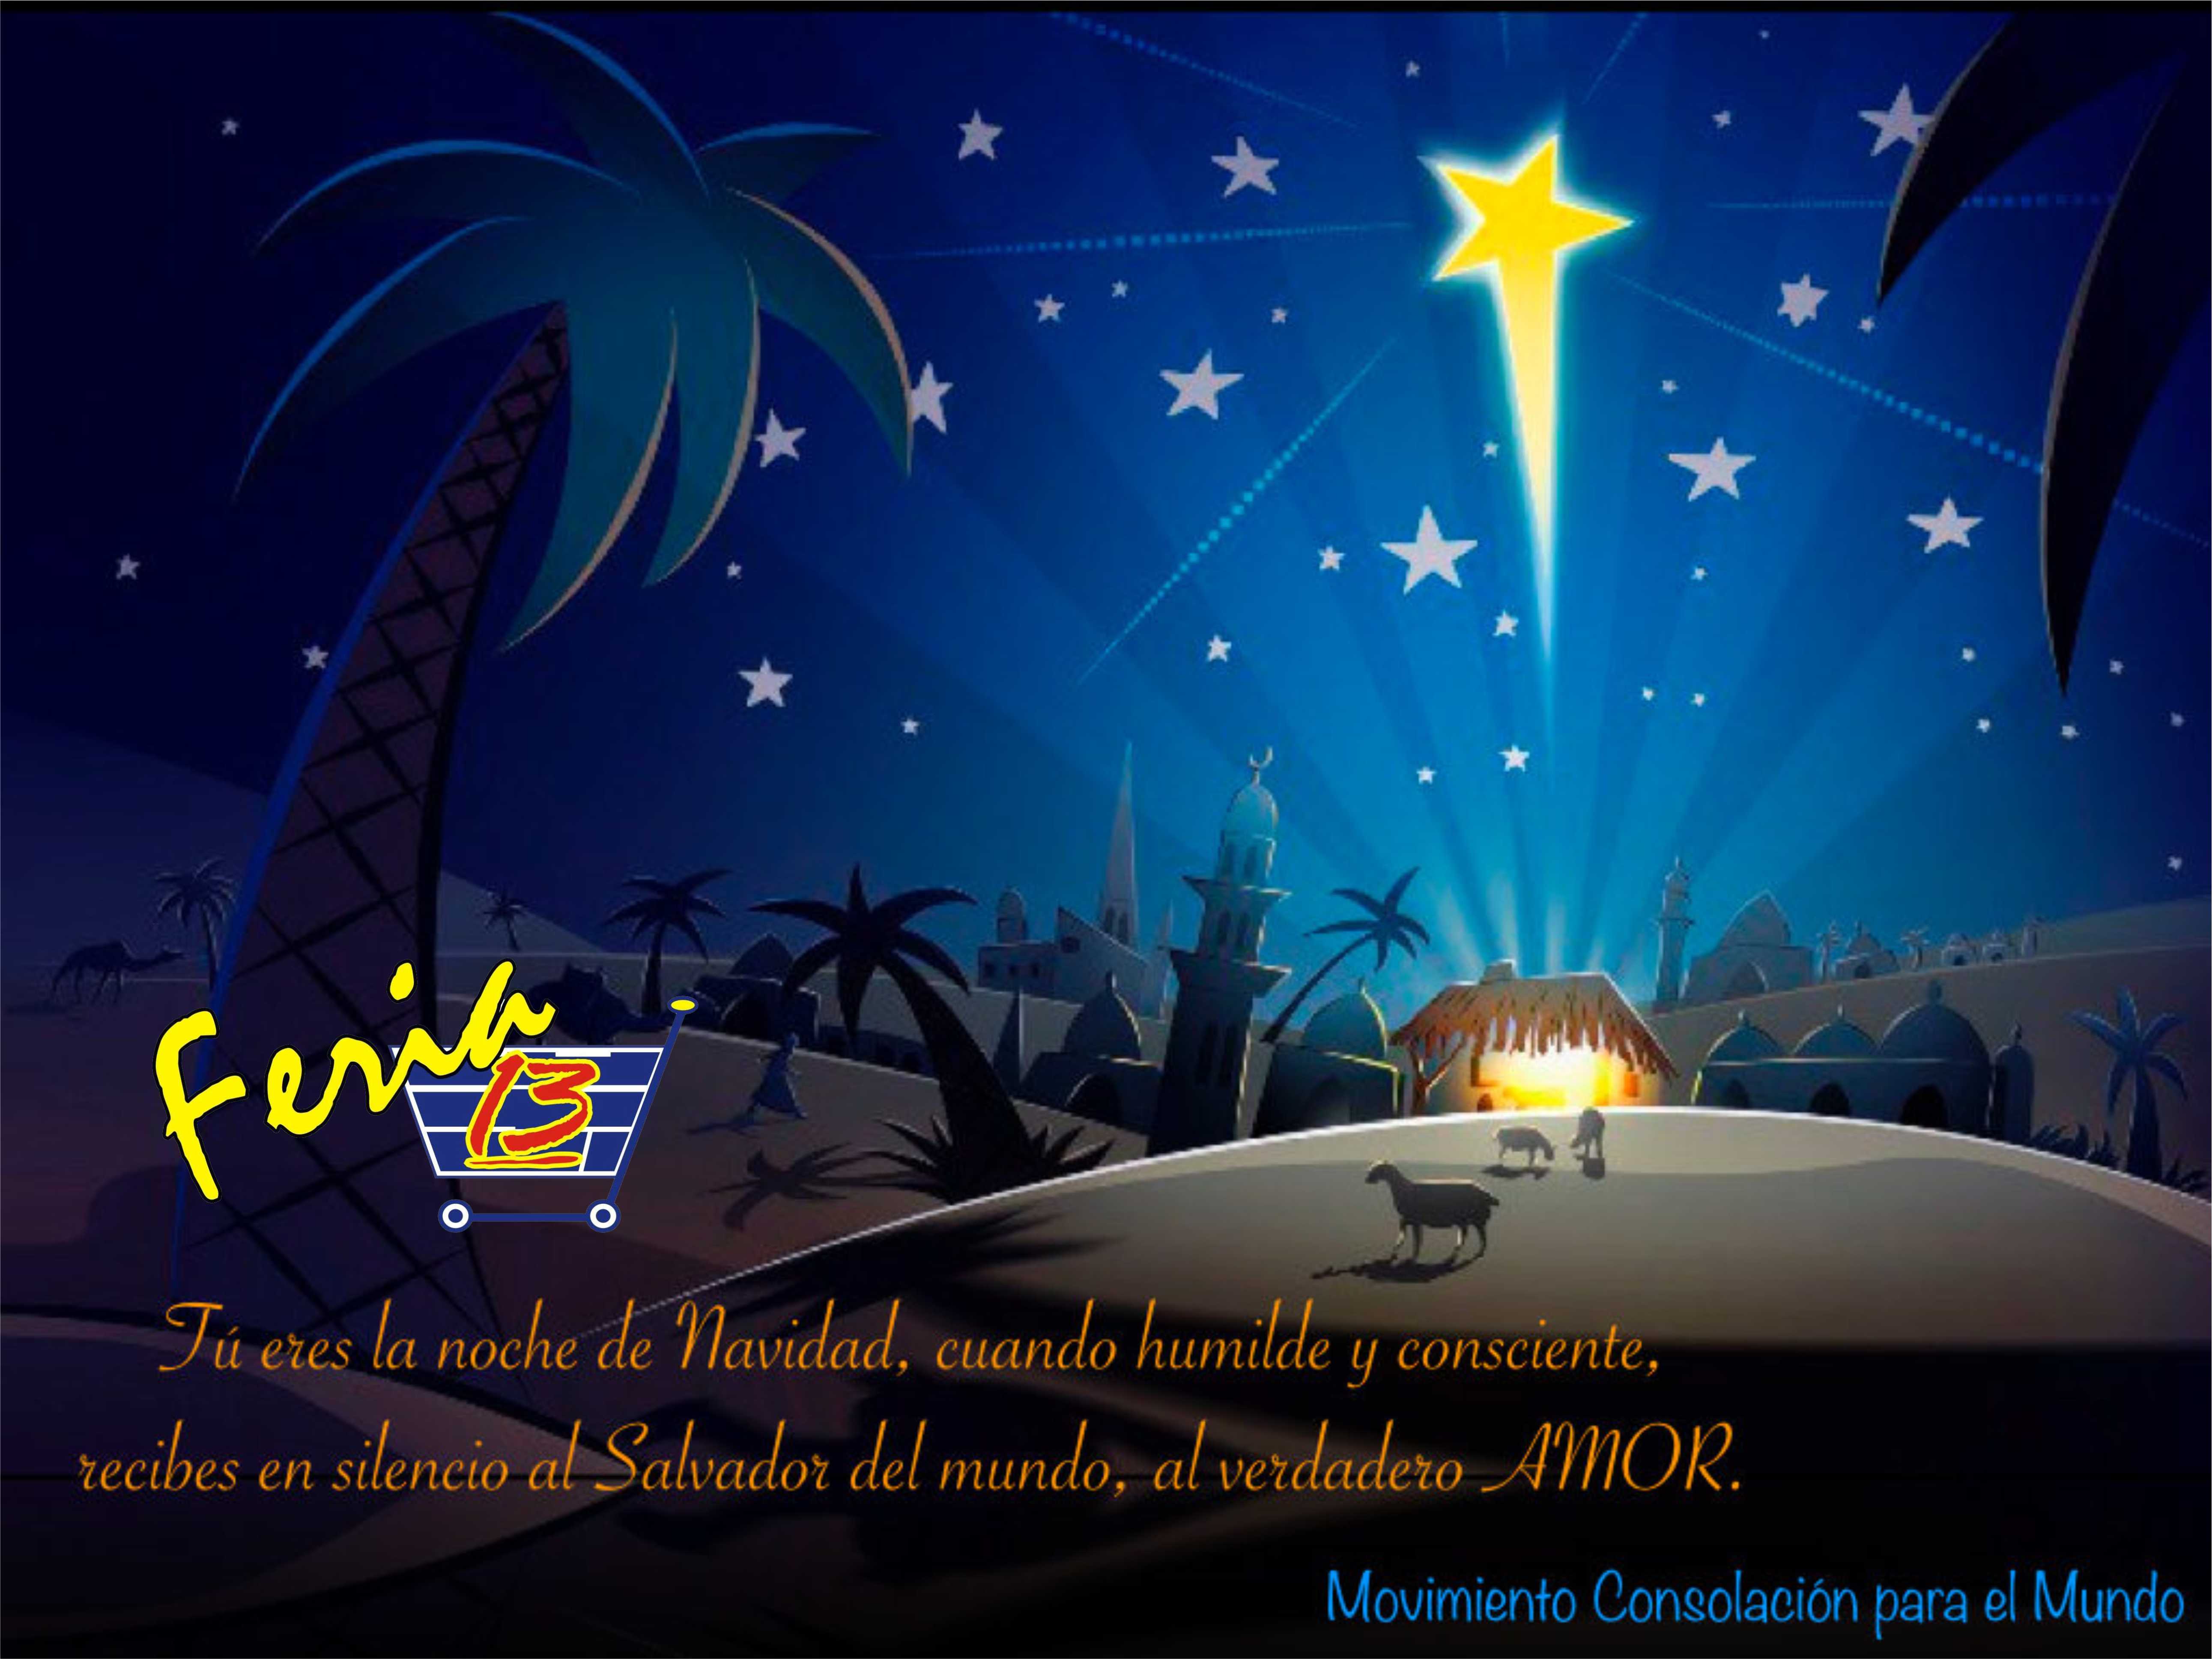 Feria
13
Tú eres la noche de Navidad, cuando humilde y consciente,
recibes en silencio al Salvador del mundo, al verdadero AMOR.
Movimiento Consolación para el Mundo